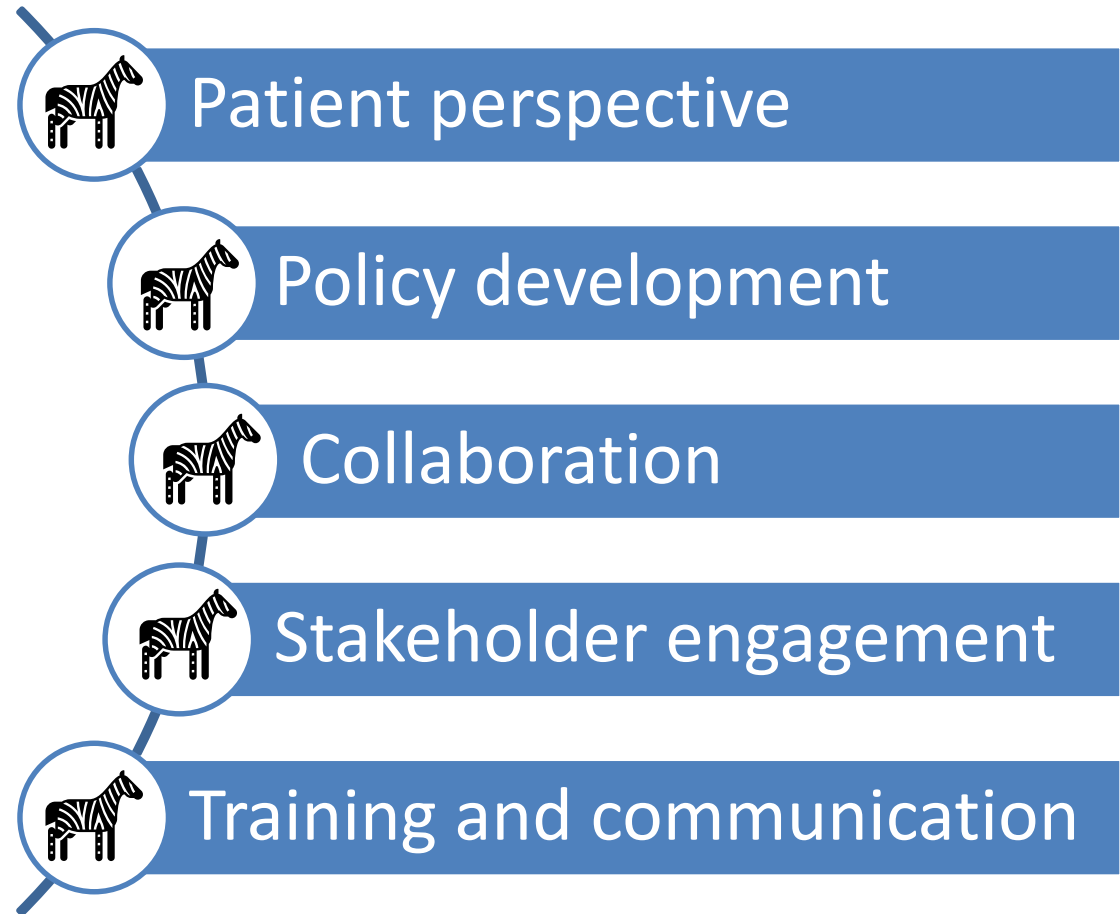 Patient perspective
Policy development
Collaboration
Stakeholder engagement
Training and communication